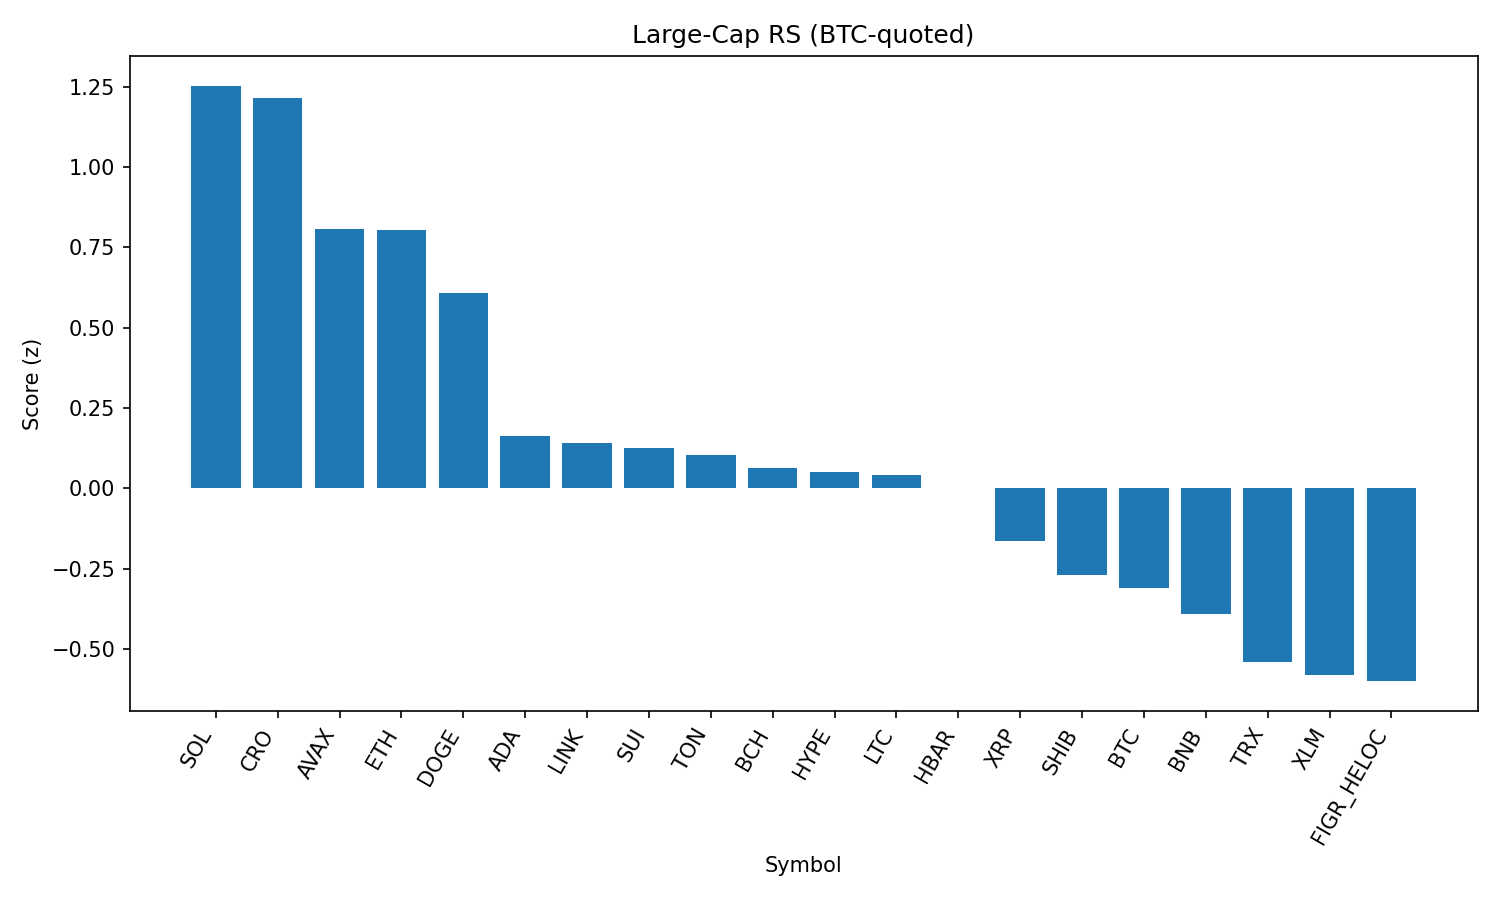 Large-Cap RS (BTC-quoted)
Score (z)
1.25
1.00
0.75
0.50
0.25
0.00
−0.25
−0.50
SOL
CRO
AVAX
ETH
DOGE
ADA
LINK
SUI
TON
BCH
HYPE
LTC
HBAR
XRP
SHIB
BTC
BNB
TRX
XLM
FIGR_HELOC
Symbol